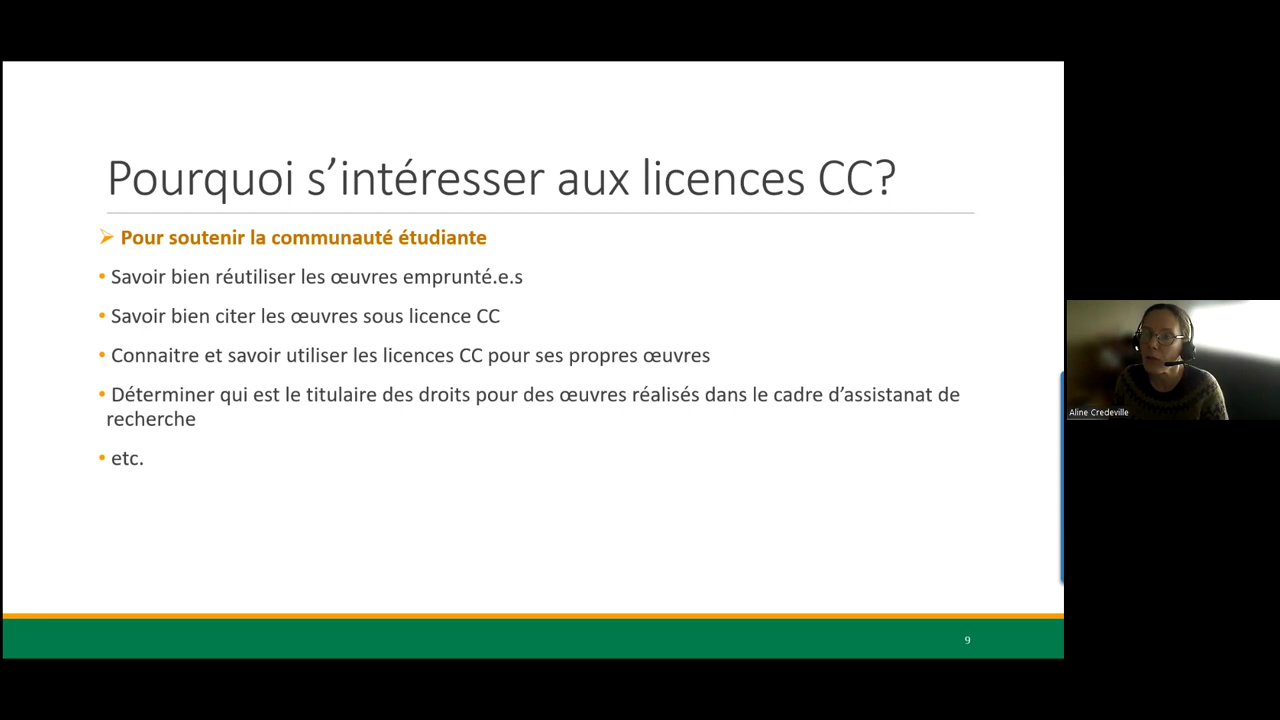 Pourquoi s’intéresser aux licences CC?
➢ Pour soutenir la communauté étudiante
• Savoir bien réutiliser les œuvres emprunté.e.s
• Savoir bien citer les œuvres sous licence CC
• Connaitre et savoir utiliser les licences CC pour ses propres œuvres
• Déterminer qui est le titulaire des droits pour des œuvres réalisés dans le cadre d’assistanat de
recherche
• etc.
9
Aline Credeville